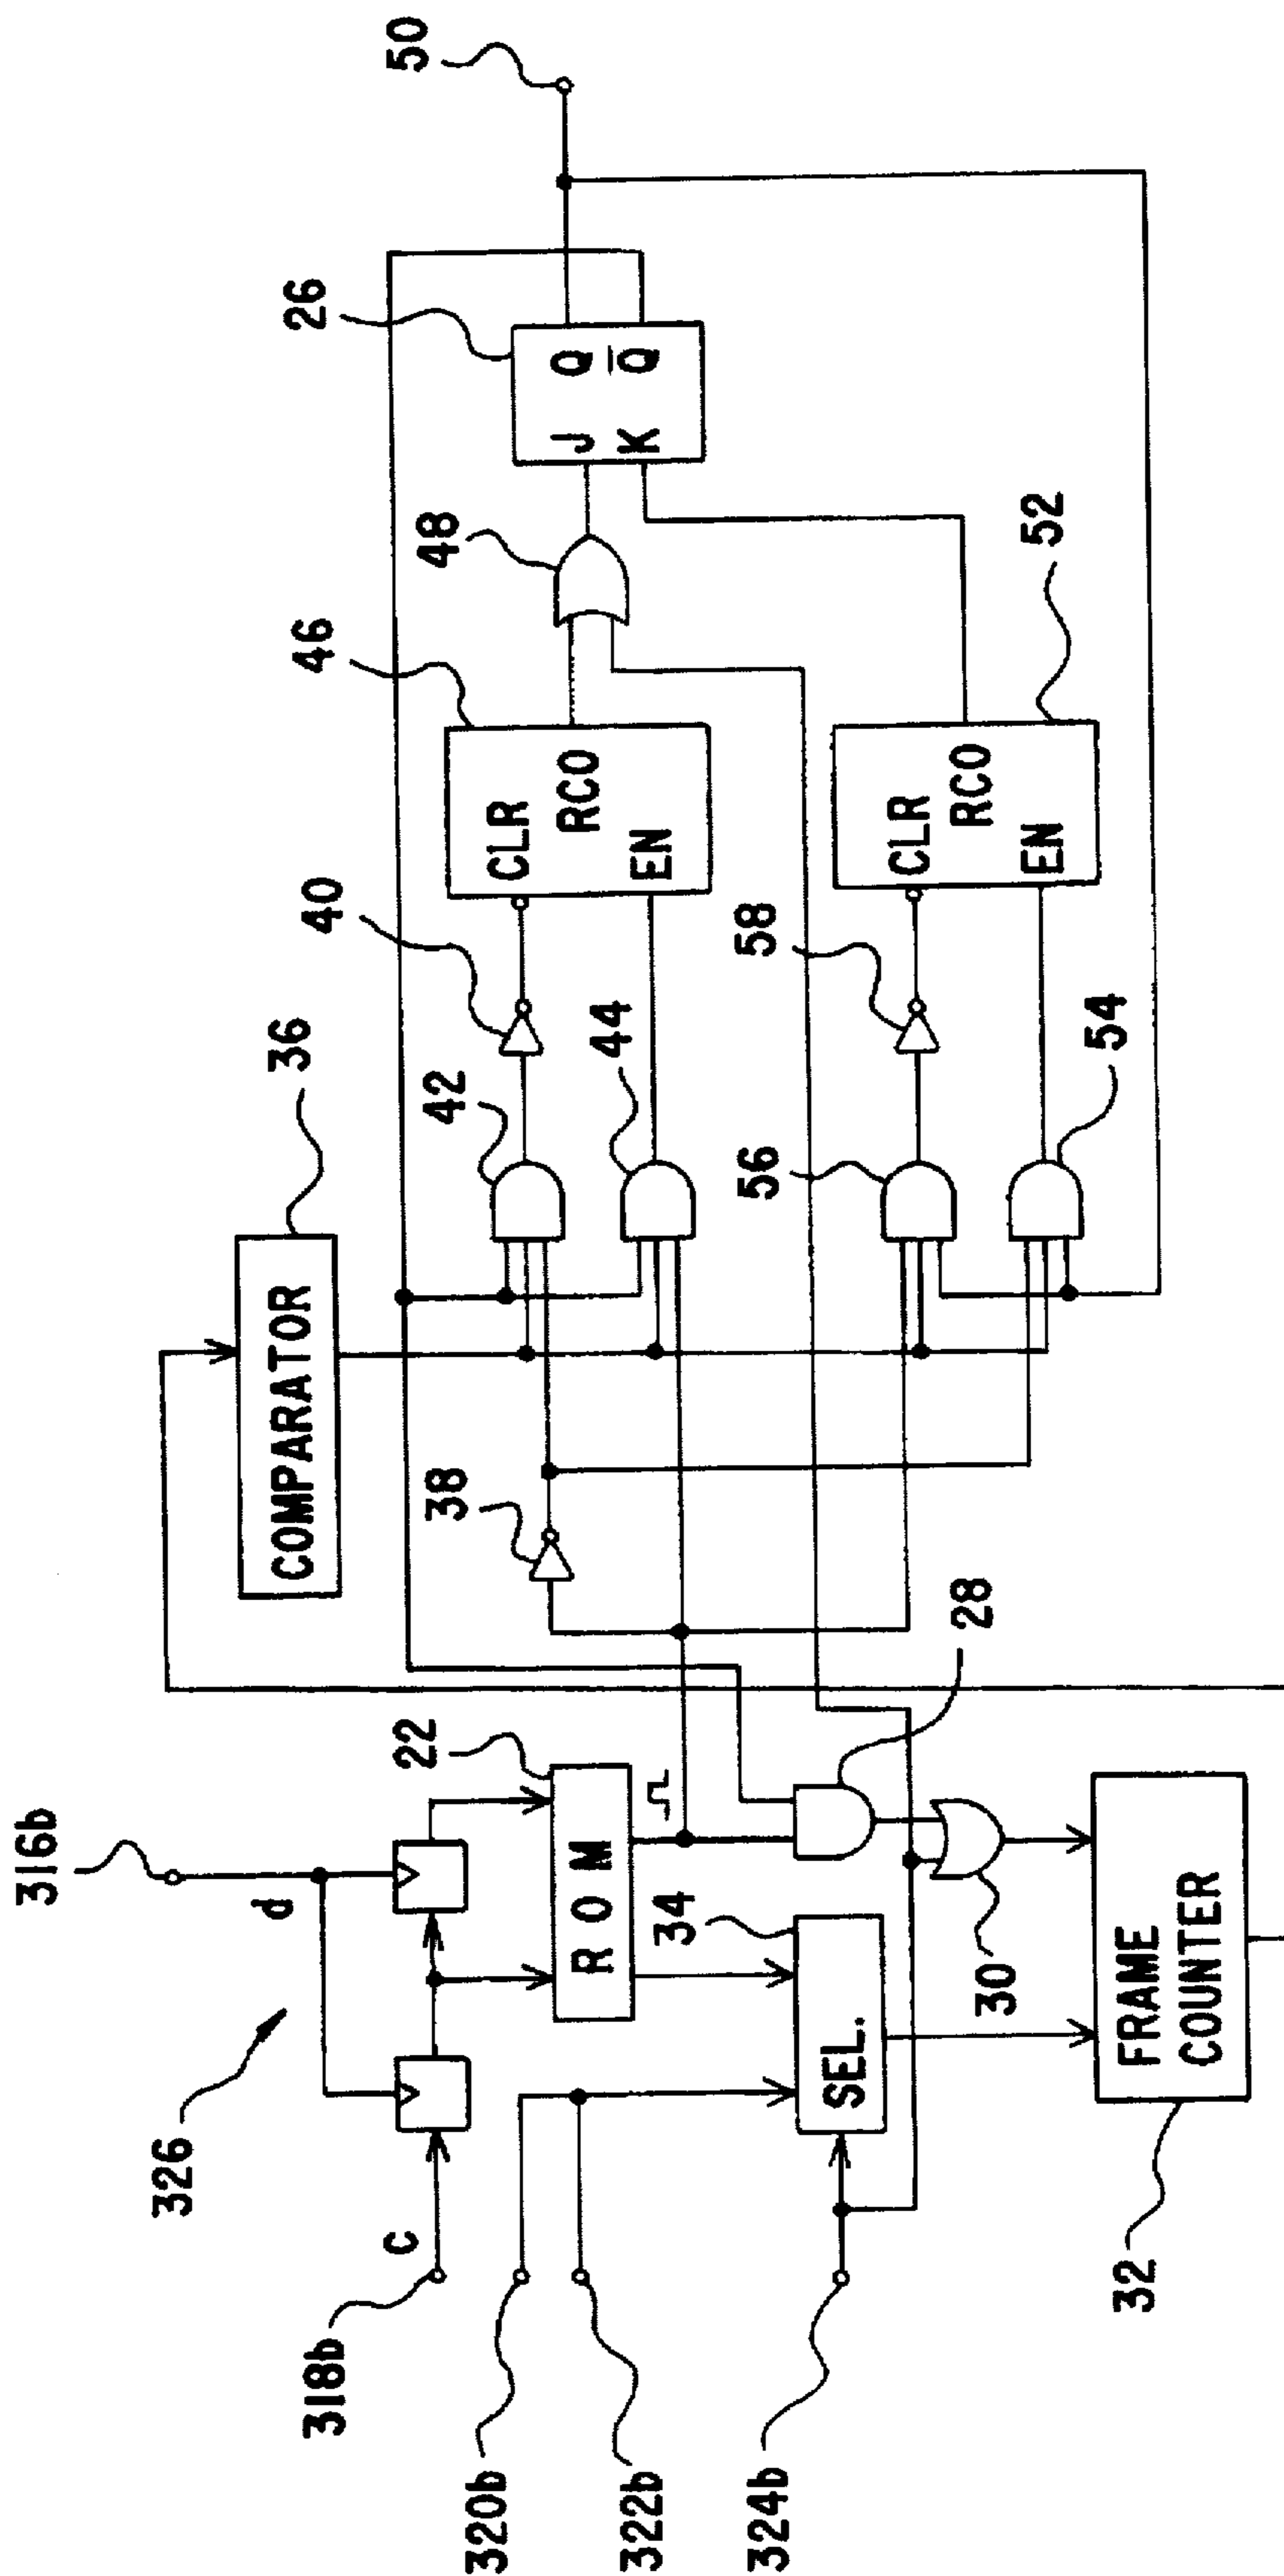 316b
d
326
318b
c
320b
322b
324b
22
ROM
34
SEL.
28
30
FRAME
COUNTER
32
COMPARATOR
36
38
42
40
44
46
CLR
RCO
EN
48
26
J Q
K Q̅
50
56
58
54
CLR
RCO
EN
52